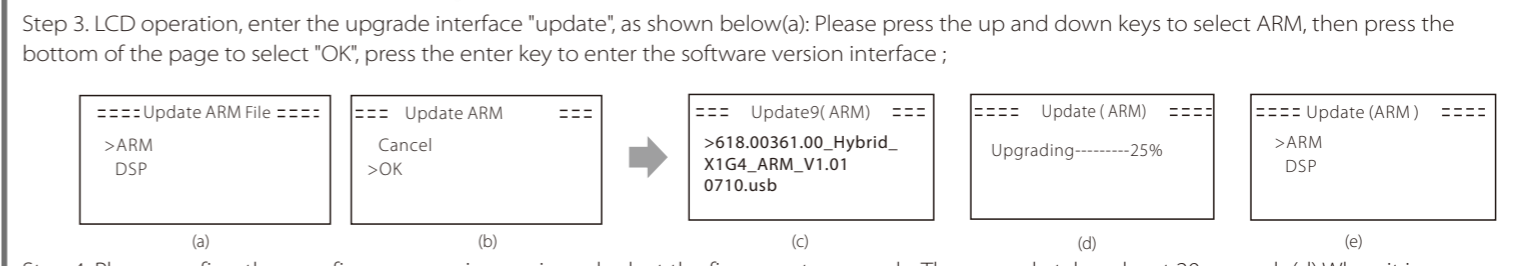 Step 3. LCD operation, enter the upgrade interface "update", as shown below(a): Please press the up and down keys to select ARM, then press the
bottom of the page to select "OK", press the enter key to enter the software version interface ;
====Update ARM File ====
>ARM
DSP
(a)
=== Update ARM ===
Cancel
>OK
(b)
=== Update9( ARM) ===
>618.00361.00_Hybrid_
X1G4_ARM_V1.01
0710.usb
(c)
==== Update ( ARM) ====
Upgrading---------25%
(d)
==== Update (ARM ) ====
>ARM
DSP
(e)